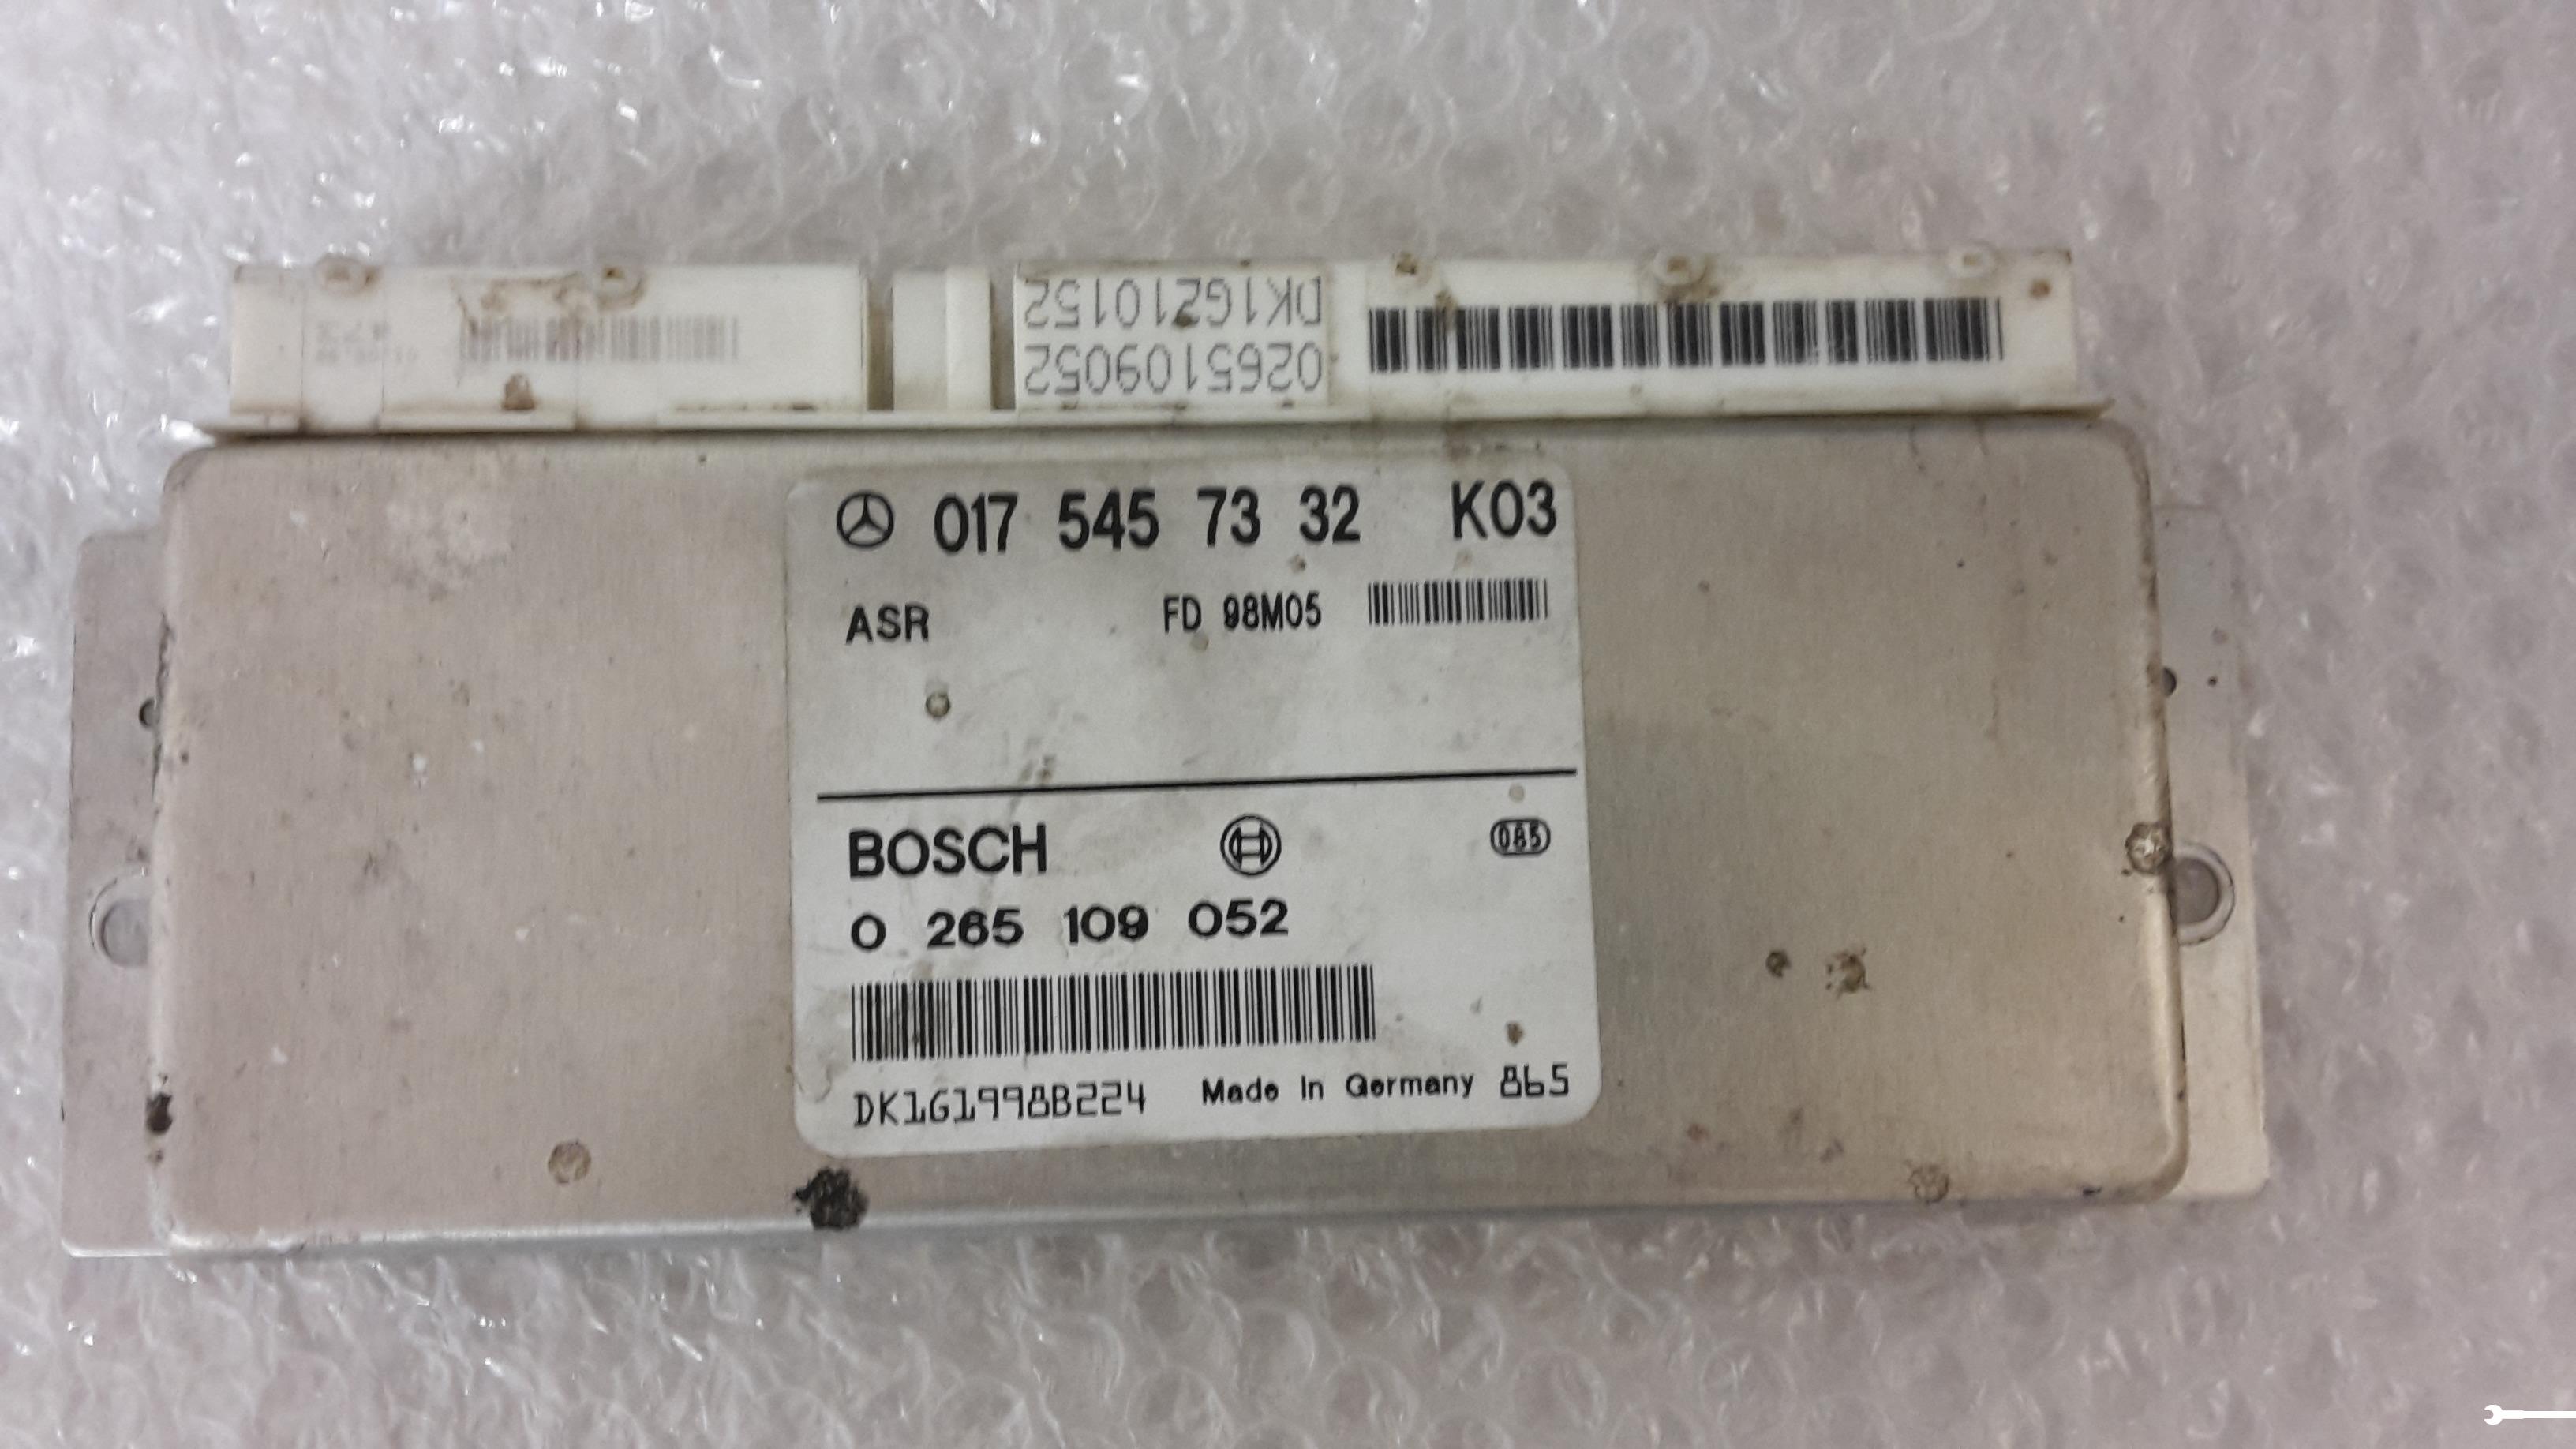 DK1GZ10152
0265109052
017 545 73 32 K03
ASR FD 98M05
BOSCH 085
0 265 109 052
DK1G1998B224 Made In Germany 865